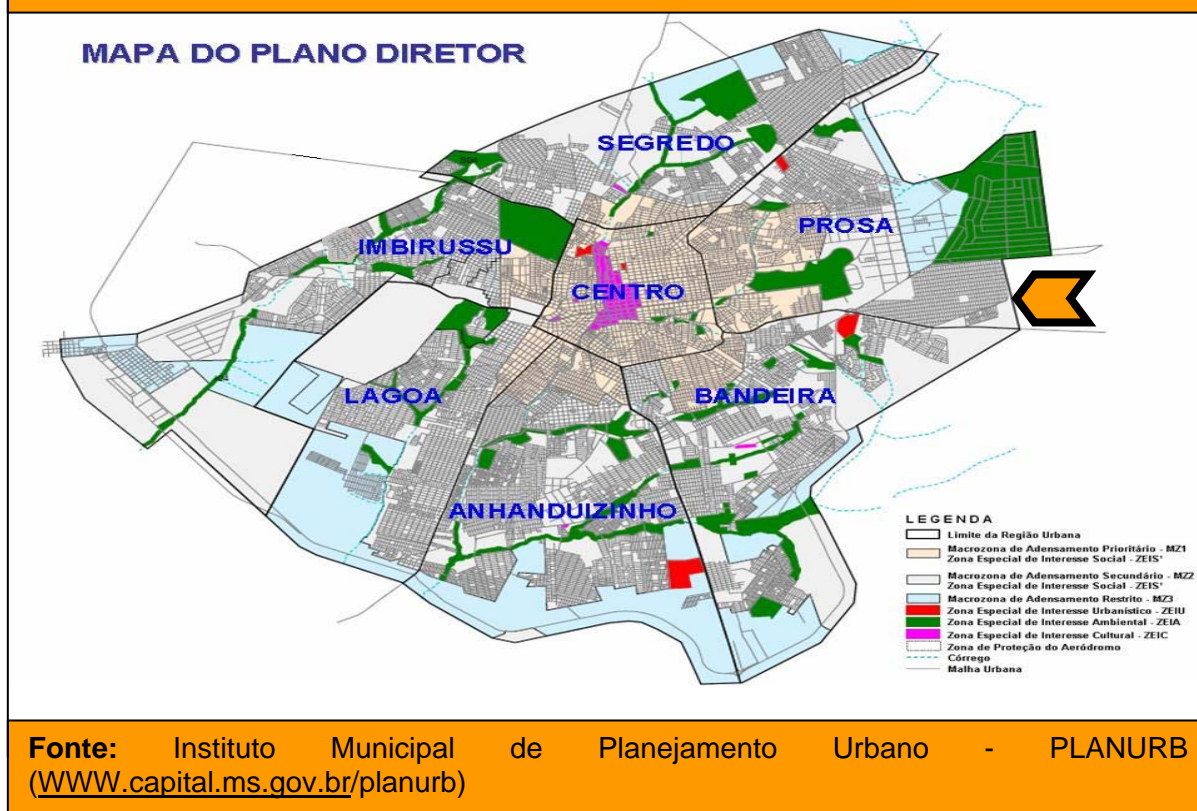 MAPA DO PLANO DIRETOR
SEGREDO
PROSA
IMBIRUSSU
CENTRO
LAGOA
BANDEIRA
ANHANDUIZINHO
LEGENDA
Limite da Região Urbana
Macrozona de Adensamento Prioritário - MZ1
Zona Especial de Interesse Social - ZEIS¹
Macrozona de Adensamento Secundário - MZ2
Zona Especial de Interesse Social - ZEIS¹
Macrozona de Adensamento Restrito - MZ3
Zona Especial de Interesse Urbanístico - ZEIU
Zona Especial de Interesse Ambiental - ZEIA
Zona Especial de Interesse Cultural - ZEIC
Zona de Proteção do Aeródromo
Córrego
Malha Urbana
Fonte: Instituto Municipal de Planejamento Urbano - PLANURB
(WWW.capital.ms.gov.br/planurb)